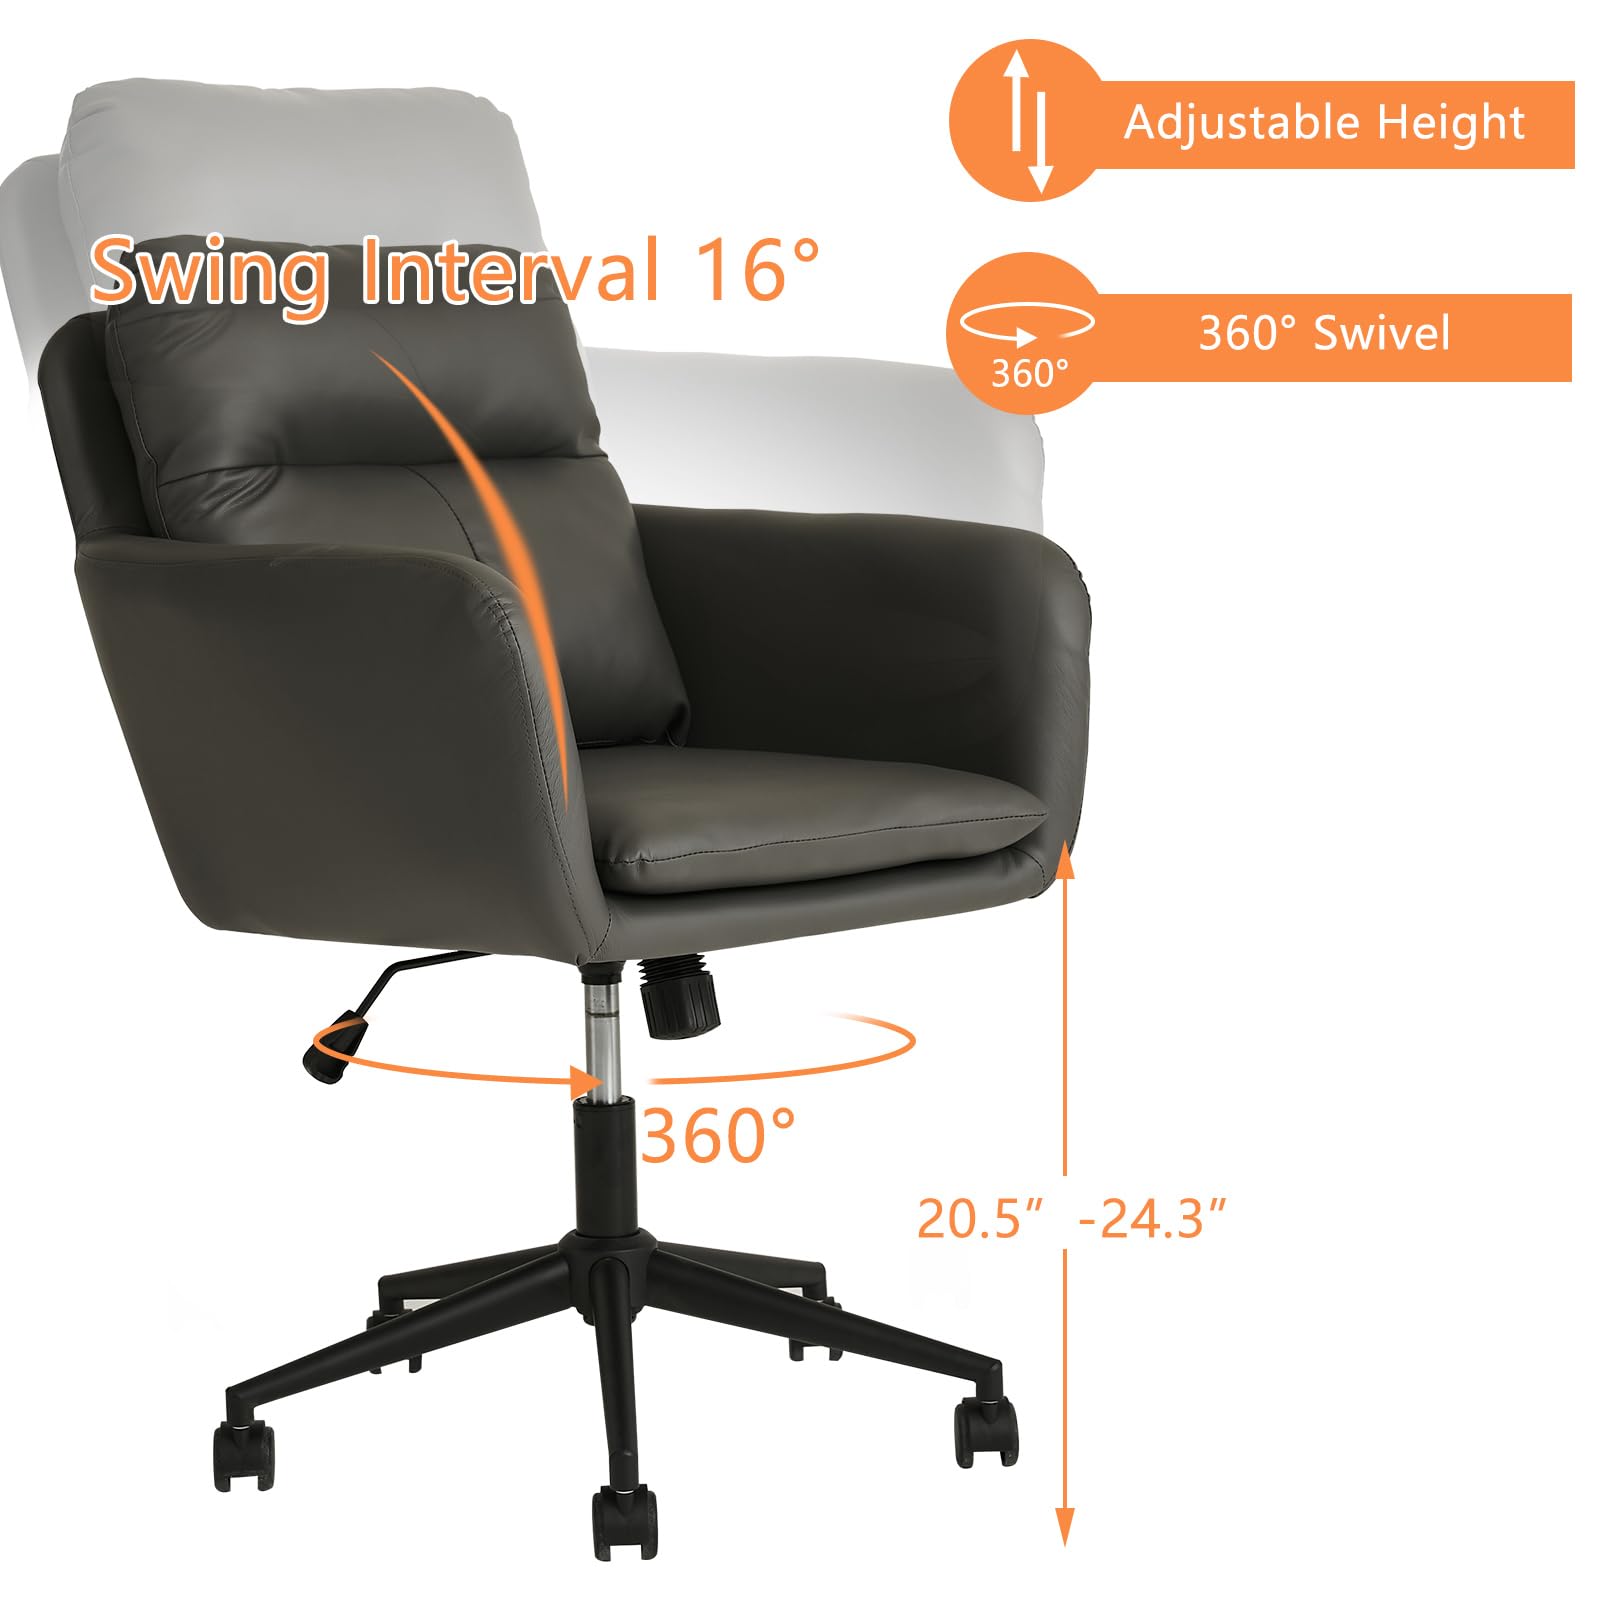 Adjustable Height
Swing Interval 16°
360° Swivel
360°
360°
20.5” -24.3”